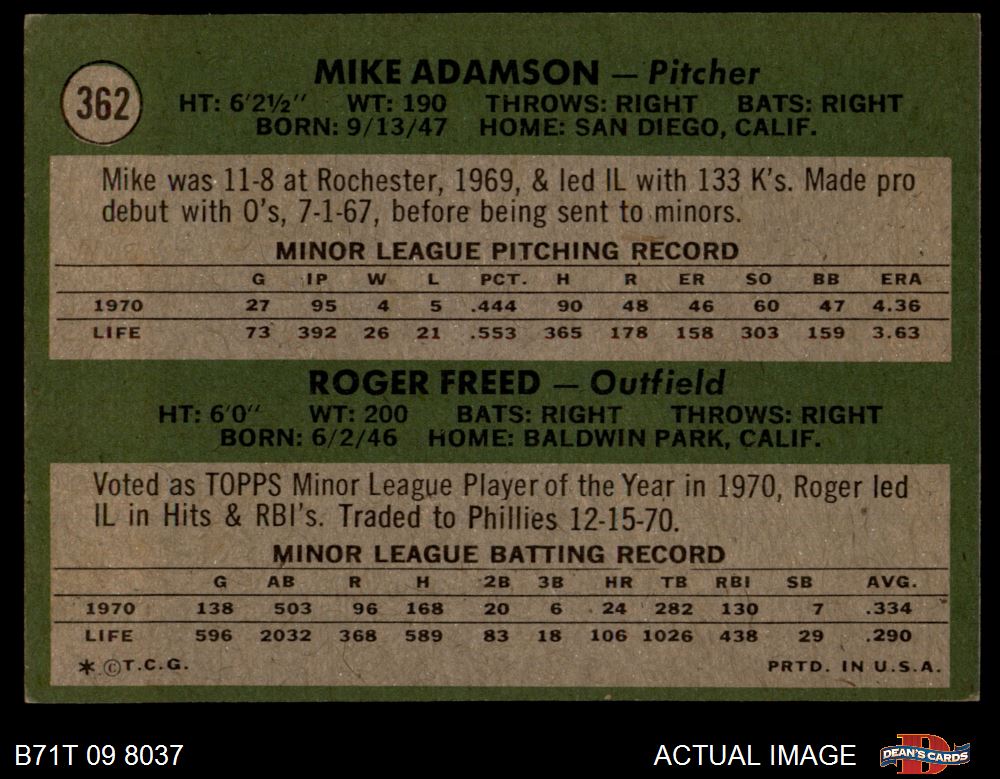 362
MIKE ADAMSON — Pitcher
HT: 6'2½" WT: 190 THROWS: RIGHT BATS: RIGHT
BORN: 9/13/47 HOME: SAN DIEGO, CALIF.
Mike was 11-8 at Rochester, 1969, & led IL with 133 K's. Made pro
debut with O's, 7-1-67, before being sent to minors.
MINOR LEAGUE PITCHING RECORD
G IP W L PCT. H R ER SO BB ERA
1970 27 95 4 5 .444 90 48 46 60 47 4.36
LIFE 73 392 26 21 .553 365 178 158 303 159 3.63
ROGER FREED — Outfield
HT: 6'0" WT: 200 BATS: RIGHT THROWS: RIGHT
BORN: 6/2/46 HOME: BALDWIN PARK, CALIF.
Voted as TOPPS Minor League Player of the Year in 1970, Roger led
IL in Hits & RBI's. Traded to Phillies 12-15-70.
MINOR LEAGUE BATTING RECORD
G AB R H 2B 3B HR TB RBI SB AVG.
1970 138 503 96 168 20 6 24 282 130 7 .334
LIFE 596 2032 368 589 83 18 106 1026 438 29 .290
* ©T.C.G. PRTD. IN U.S.A.
B71T 09 8037 ACTUAL IMAGE DEAN'S CARDS